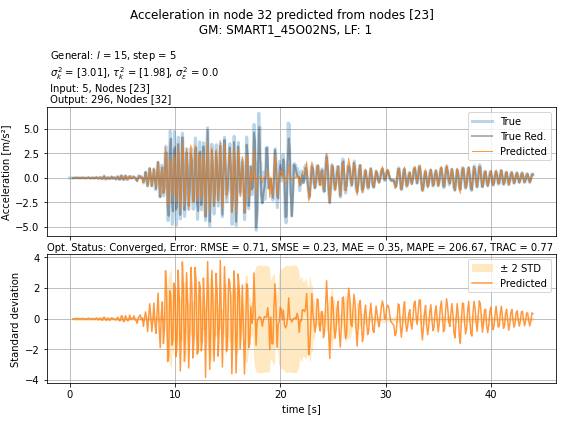 Acceleration in node 32 predicted from nodes [23]
GM: SMART1_45O02NS, LF: 1
General: l = 15, step = 5
σ_k^2 = [3.01], τ_k^2 = [1.98], σ_ε^2 = 0.0
Input: 5, Nodes [23]
Output: 296, Nodes [32]
Acceleration [m/s²]
5.0
2.5
0.0
−2.5
−5.0
True
True Red.
Predicted
Opt. Status: Converged, Error: RMSE = 0.71, SMSE = 0.23, MAE = 0.35, MAPE = 206.67, TRAC = 0.77
Standard deviation
4
2
0
−2
−4
± 2 STD
Predicted
0 10 20 30 40
time [s]